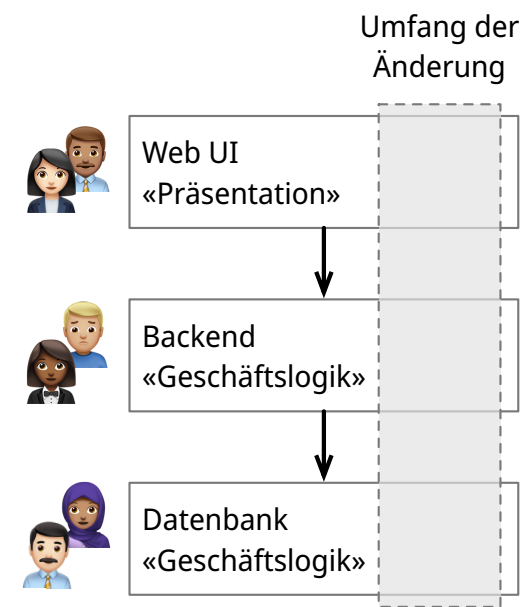 Umfang der
Änderung
Web UI
«Präsentation»
Backend
«Geschäftslogik»
Datenbank
«Geschäftslogik»